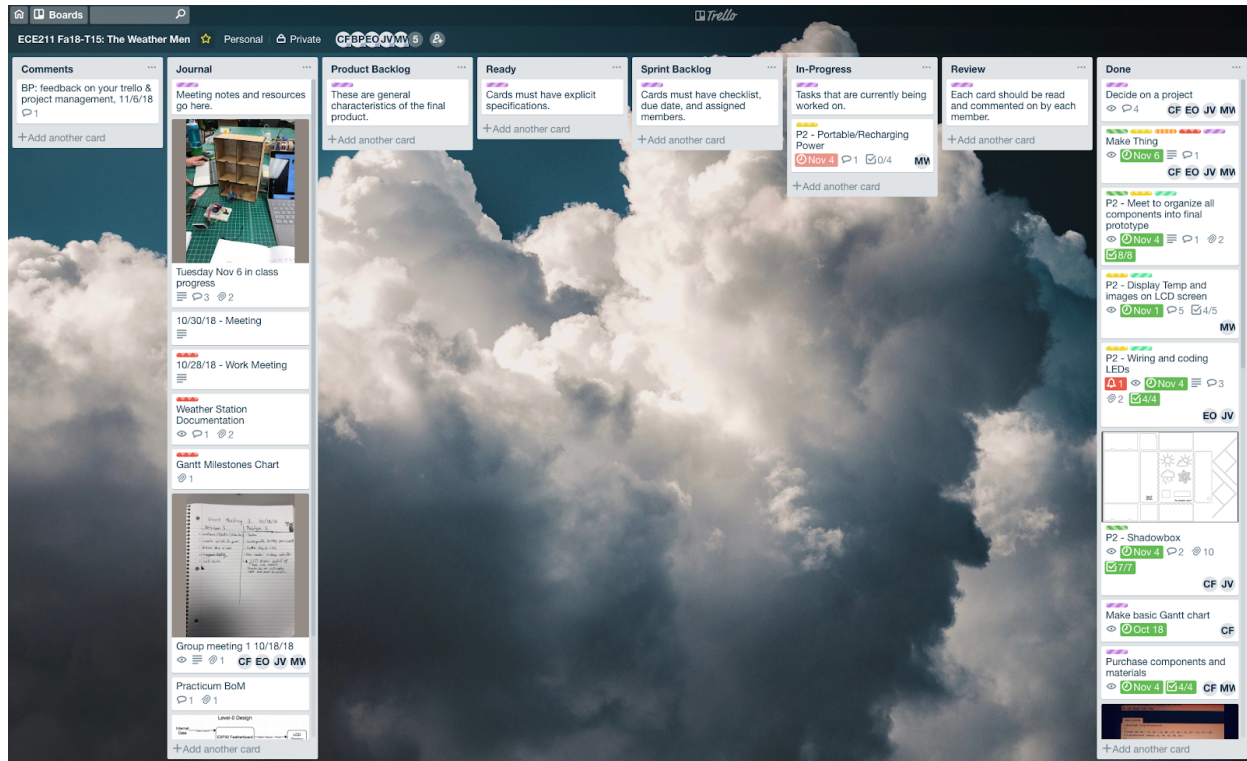 Boards
Trello
ECE211 Fa18-T15: The Weather Men
Personal
Private
CF BP EO JV MW 5
Comments
BP: feedback on your trello &
project management, 11/6/18
1
+Add another card
Journal
Meeting notes and resources
go here.
Tuesday Nov 6 in class
progress
3 2
10/30/18 - Meeting
10/28/18 - Work Meeting
Weather Station
Documentation
1 2
Gantt Milestones Chart
1
Group meeting 1 10/18/18
1 CF EO JV MW
Practicum BoM
1 1
Level-0 Design
Internet
Data
LCD
+Add another card
Product Backlog
These are general
characteristics of the final
product.
+Add another card
Ready
Cards must have explicit
specifications.
+Add another card
Sprint Backlog
Cards must have checklist,
due date, and assigned
members.
+Add another card
In-Progress
Tasks that are currently being
worked on.
P2 - Portable/Recharging
Power
Nov 4 1 0/4 MW
+Add another card
Review
Each card should be read
and commented on by each
member.
+Add another card
Done
Decide on a project
4 CF EO JV MW
Make Thing
Nov 6 1
CF EO JV MW
P2 - Meet to organize all
components into final
prototype
Nov 4 1 2
8/8
P2 - Display Temp and
images on LCD screen
Nov 1 5 4/5
MW
P2 - Wiring and coding
LEDs
1 Nov 4 3
2 4/4
EO JV
P2 - Shadowbox
Nov 4 2 10
7/7
CF JV
Make basic Gantt chart
Oct 18 CF
Purchase components and
materials
Nov 4 4/4 CF MW
+Add another card